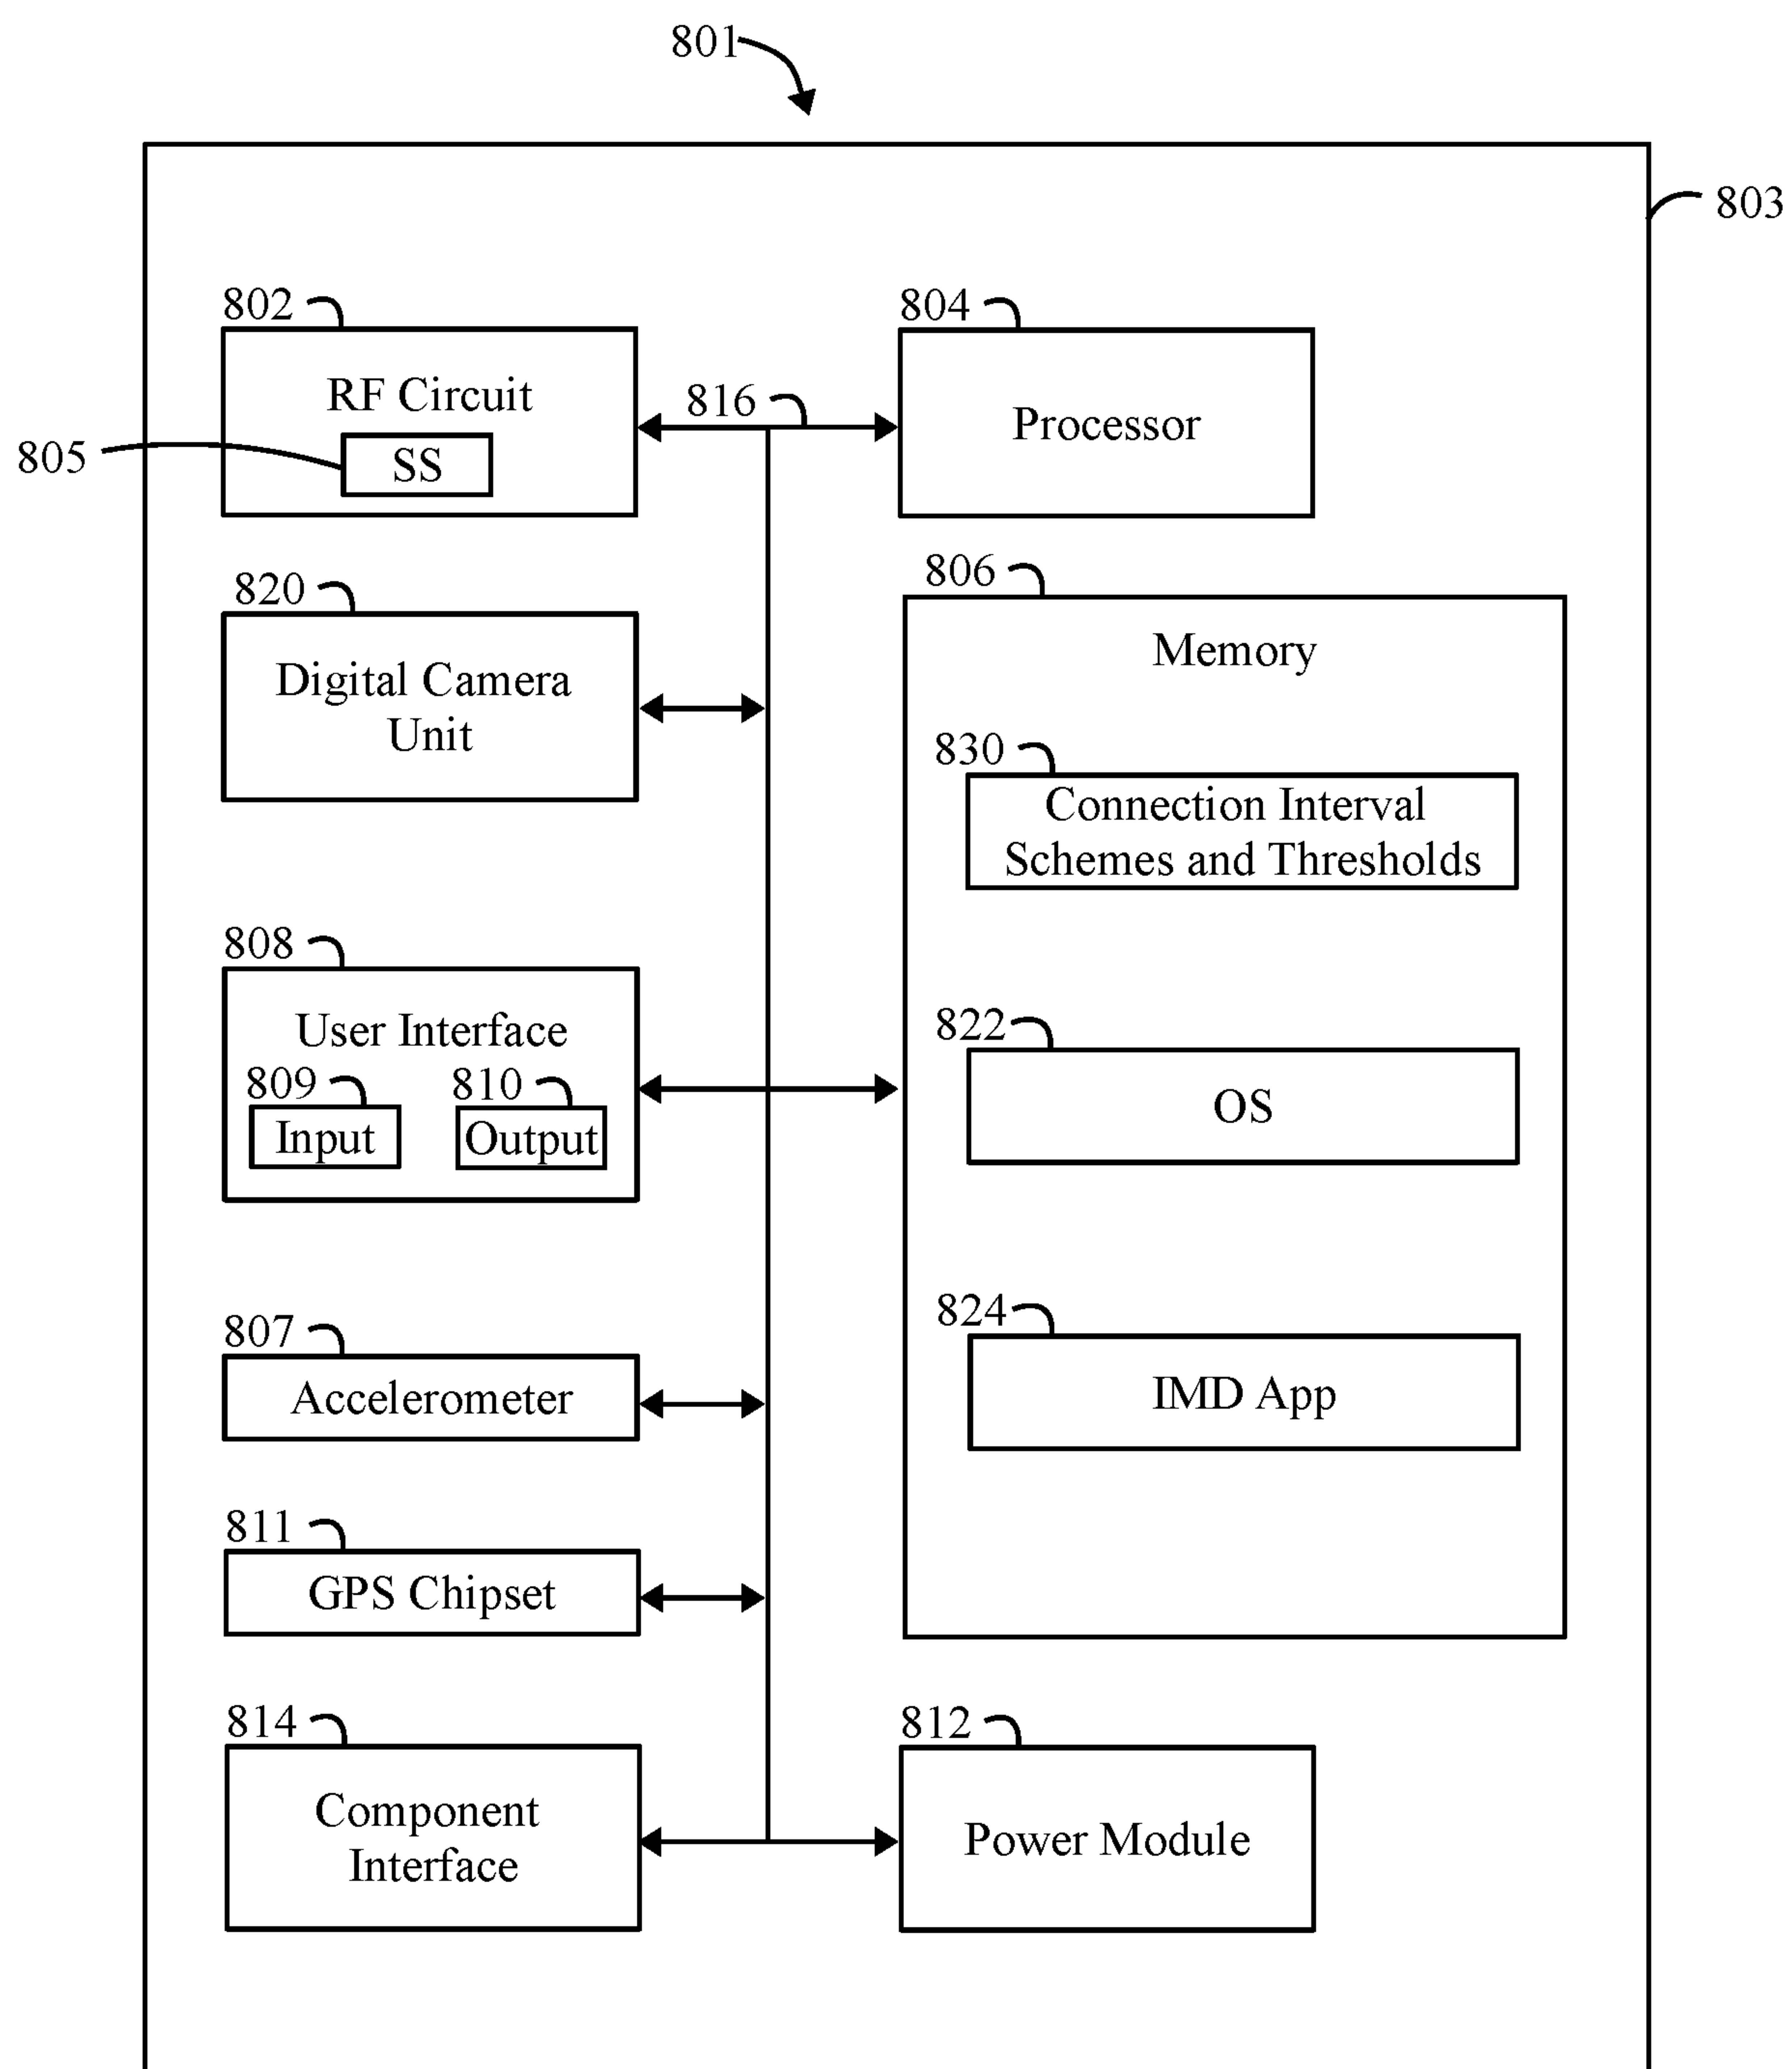 801
803
802
RF Circuit
805
SS
816
804
Processor
820
Digital Camera
Unit
806
Memory
830
Connection Interval
Schemes and Thresholds
808
User Interface
809
Input
810
Output
822
OS
807
Accelerometer
824
IMD App
811
GPS Chipset
814
Component
Interface
812
Power Module